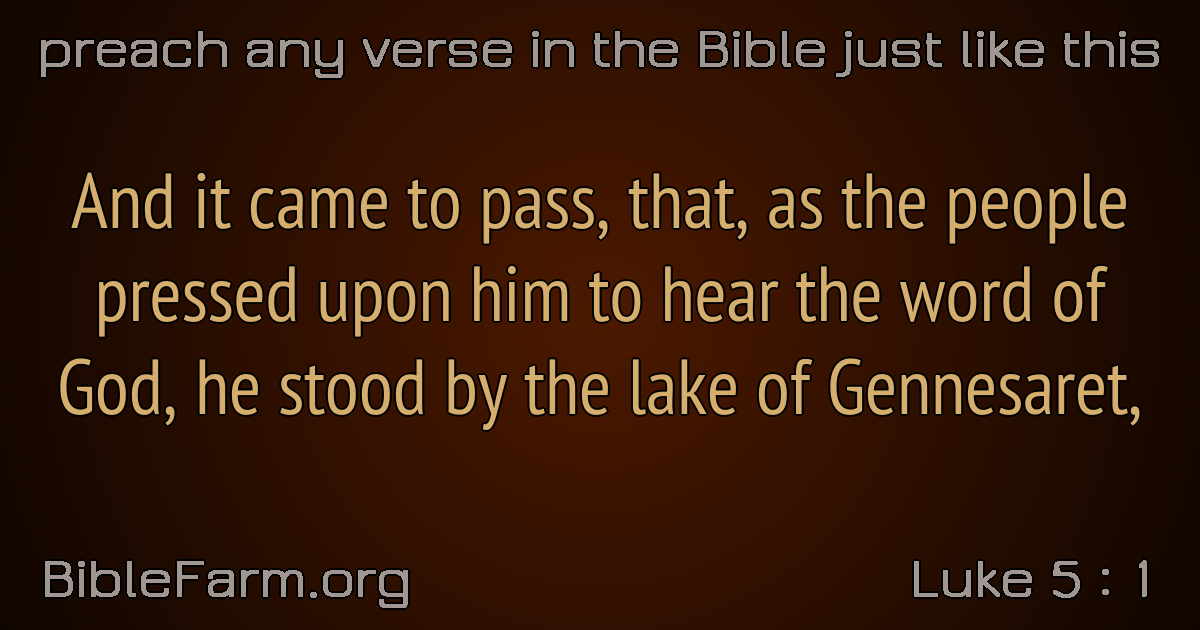 preach any verse in the Bible just like this
And it came to pass, that, as the people
pressed upon him to hear the word of
God, he stood by the lake of Gennesaret,
BibleFarm.org
Luke 5 : 1